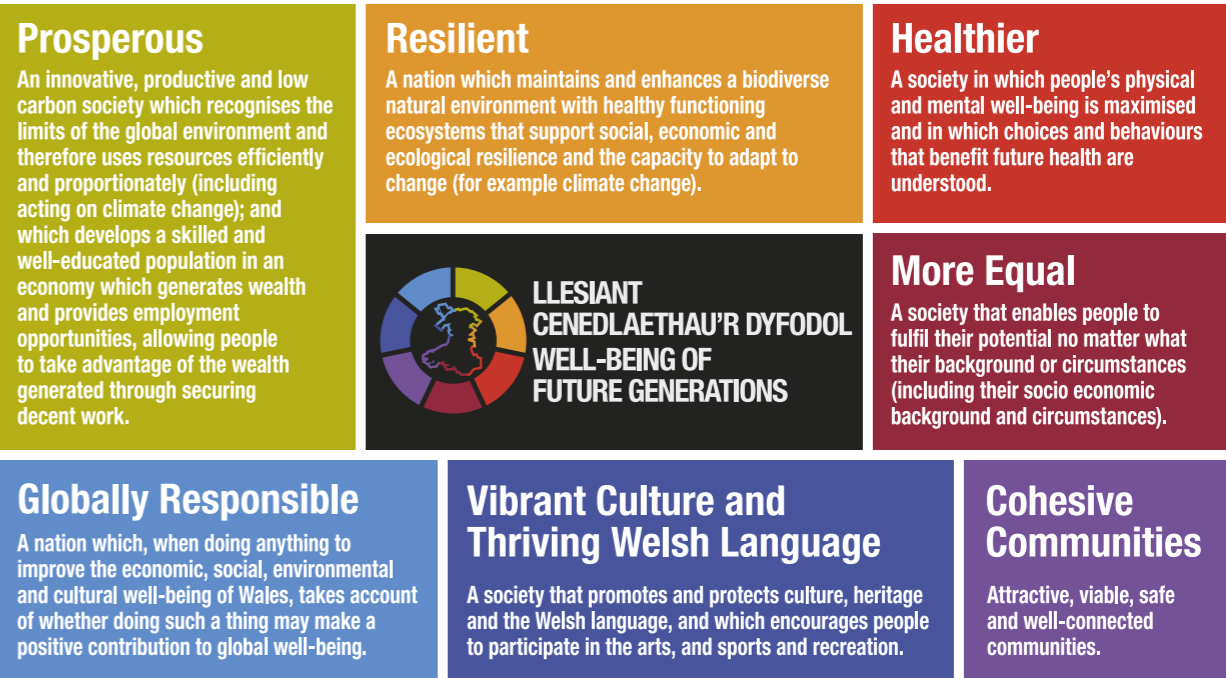 Prosperous
An innovative, productive and low
carbon society which recognises the
limits of the global environment and
therefore uses resources efficiently
and proportionately (including
acting on climate change); and
which develops a skilled and
well-educated population in an
economy which generates wealth
and provides employment
opportunities, allowing people
to take advantage of the wealth
generated through securing
decent work.
Resilient
A nation which maintains and enhances a biodiverse
natural environment with healthy functioning
ecosystems that support social, economic and
ecological resilience and the capacity to adapt to
change (for example climate change).
Healthier
A society in which people’s physical
and mental well-being is maximised
and in which choices and behaviours
that benefit future health are
understood.
LLESIANT
CENEDLAETHAU’R DYFODOL
WELL-BEING OF
FUTURE GENERATIONS
More Equal
A society that enables people to
fulfil their potential no matter what
their background or circumstances
(including their socio economic
background and circumstances).
Globally Responsible
A nation which, when doing anything to
improve the economic, social, environmental
and cultural well-being of Wales, takes account
of whether doing such a thing may make a
positive contribution to global well-being.
Vibrant Culture and
Thriving Welsh Language
A society that promotes and protects culture, heritage
and the Welsh language, and which encourages people
to participate in the arts, and sports and recreation.
Cohesive
Communities
Attractive, viable, safe
and well-connected
communities.